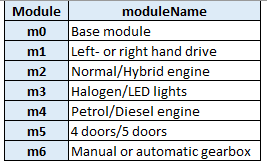 Module moduleName
m0 Base module
m1 Left- or right hand drive
m2 Normal/Hybrid engine
m3 Halogen/LED lights
m4 Petrol/Diesel engine
m5 4 doors/5 doors
m6 Manual or automatic gearbox